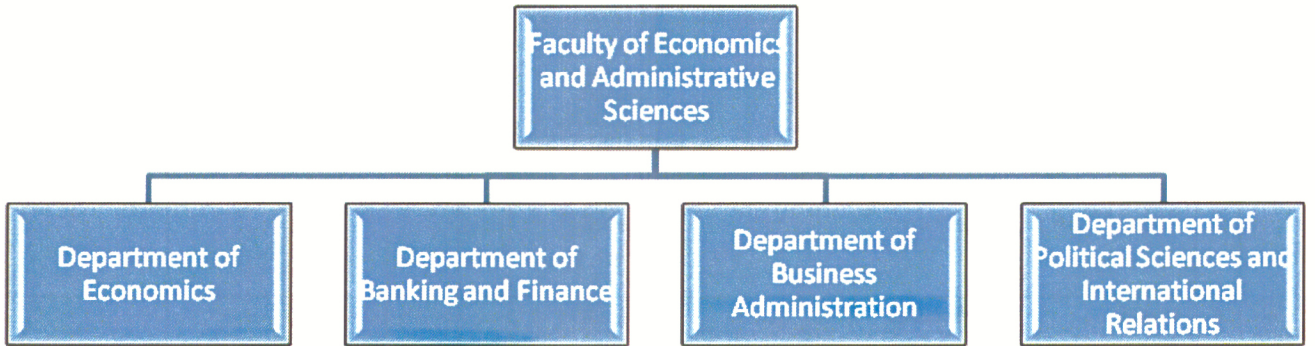 Faculty of Economics
and Administrative
Sciences
Department of
Economics
Department of
Banking and Finance
Department of
Business
Administration
Department of
Political Sciences and
International
Relations